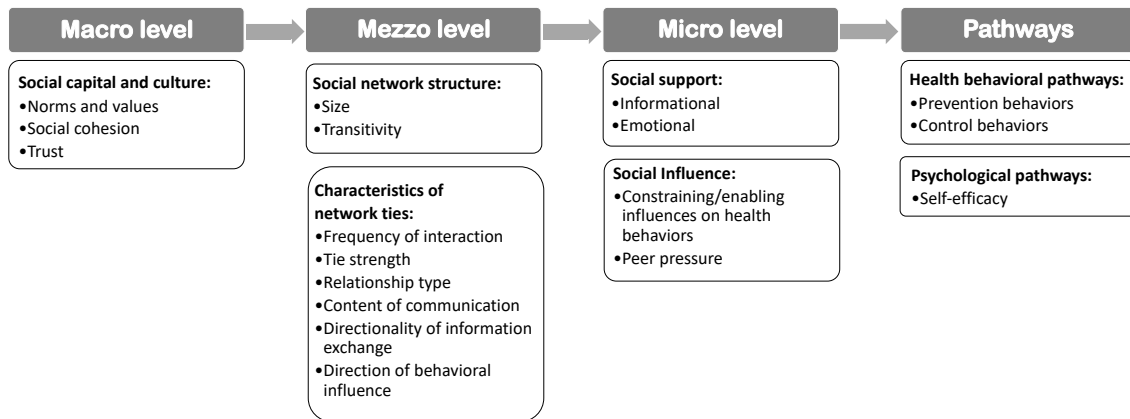 Macro level
Social capital and culture:
•Norms and values
•Social cohesion
•Trust
Mezzo level
Social network structure:
•Size
•Transitivity
Characteristics of
network ties:
•Frequency of interaction
•Tie strength
•Relationship type
•Content of communication
•Directionality of information
exchange
•Direction of behavioral
influence
Micro level
Social support:
•Informational
•Emotional
Social Influence:
•Constraining/enabling
influences on health
behaviors
•Peer pressure
Pathways
Health behavioral pathways:
•Prevention behaviors
•Control behaviors
Psychological pathways:
•Self-efficacy